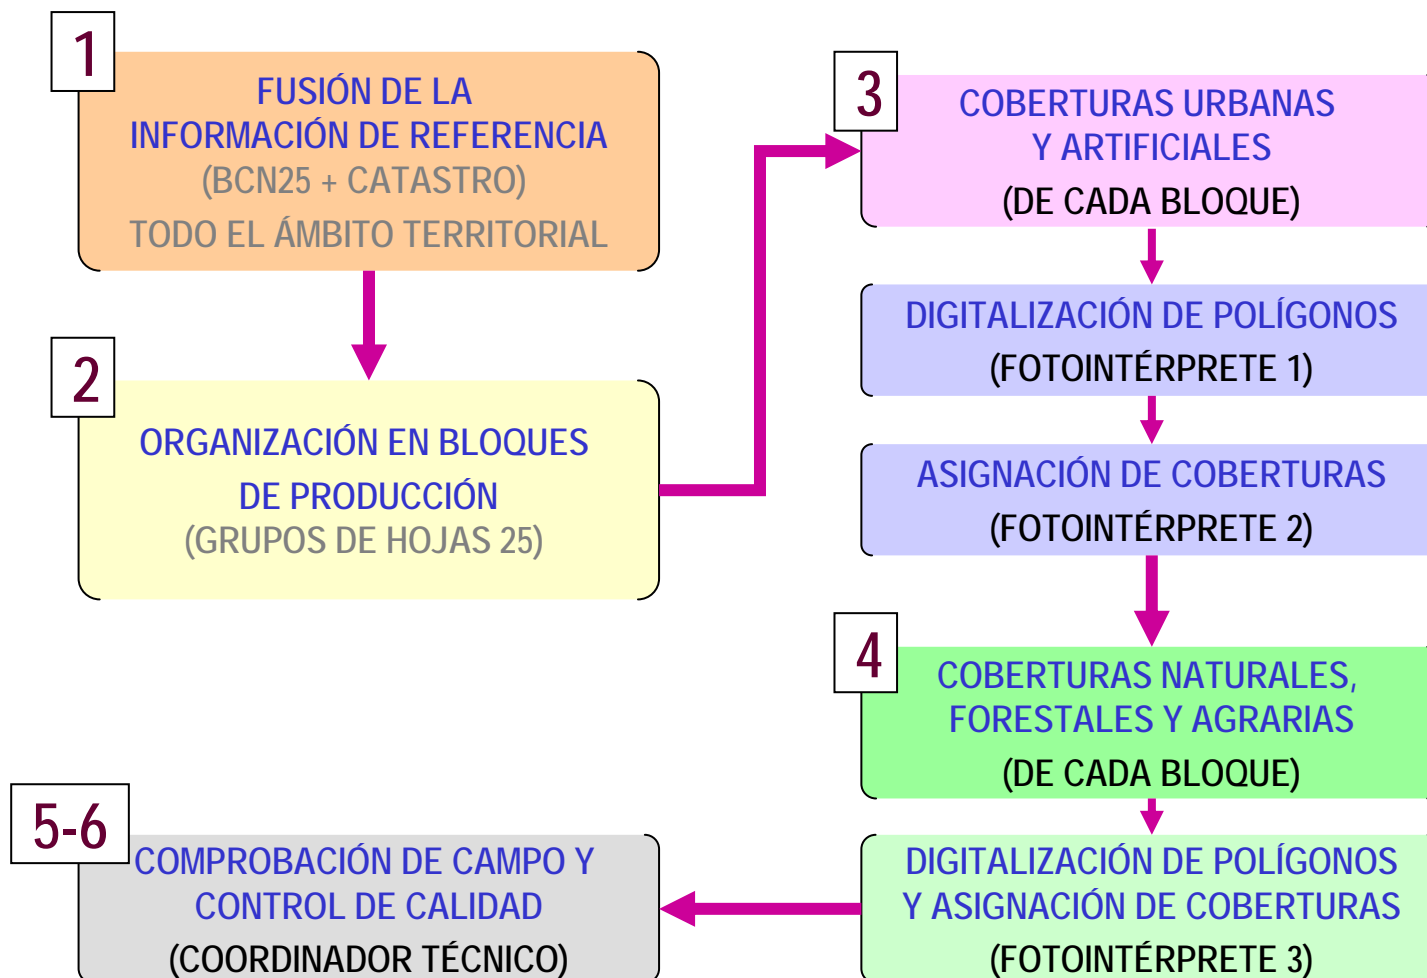 1
FUSIÓN DE LA
INFORMACIÓN DE REFERENCIA
(BCN25 + CATASTRO)
TODO EL ÁMBITO TERRITORIAL
2
ORGANIZACIÓN EN BLOQUES
DE PRODUCCIÓN
(GRUPOS DE HOJAS 25)
3
COBERTURAS URBANAS
Y ARTIFICIALES
(DE CADA BLOQUE)
DIGITALIZACIÓN DE POLÍGONOS
(FOTOINTÉRPRETE 1)
ASIGNACIÓN DE COBERTURAS
(FOTOINTÉRPRETE 2)
4
COBERTURAS NATURALES,
FORESTALES Y AGRARIAS
(DE CADA BLOQUE)
DIGITALIZACIÓN DE POLÍGONOS
Y ASIGNACIÓN DE COBERTURAS
(FOTOINTÉRPRETE 3)
5-6
COMPROBACIÓN DE CAMPO Y
CONTROL DE CALIDAD
(COORDINADOR TÉCNICO)